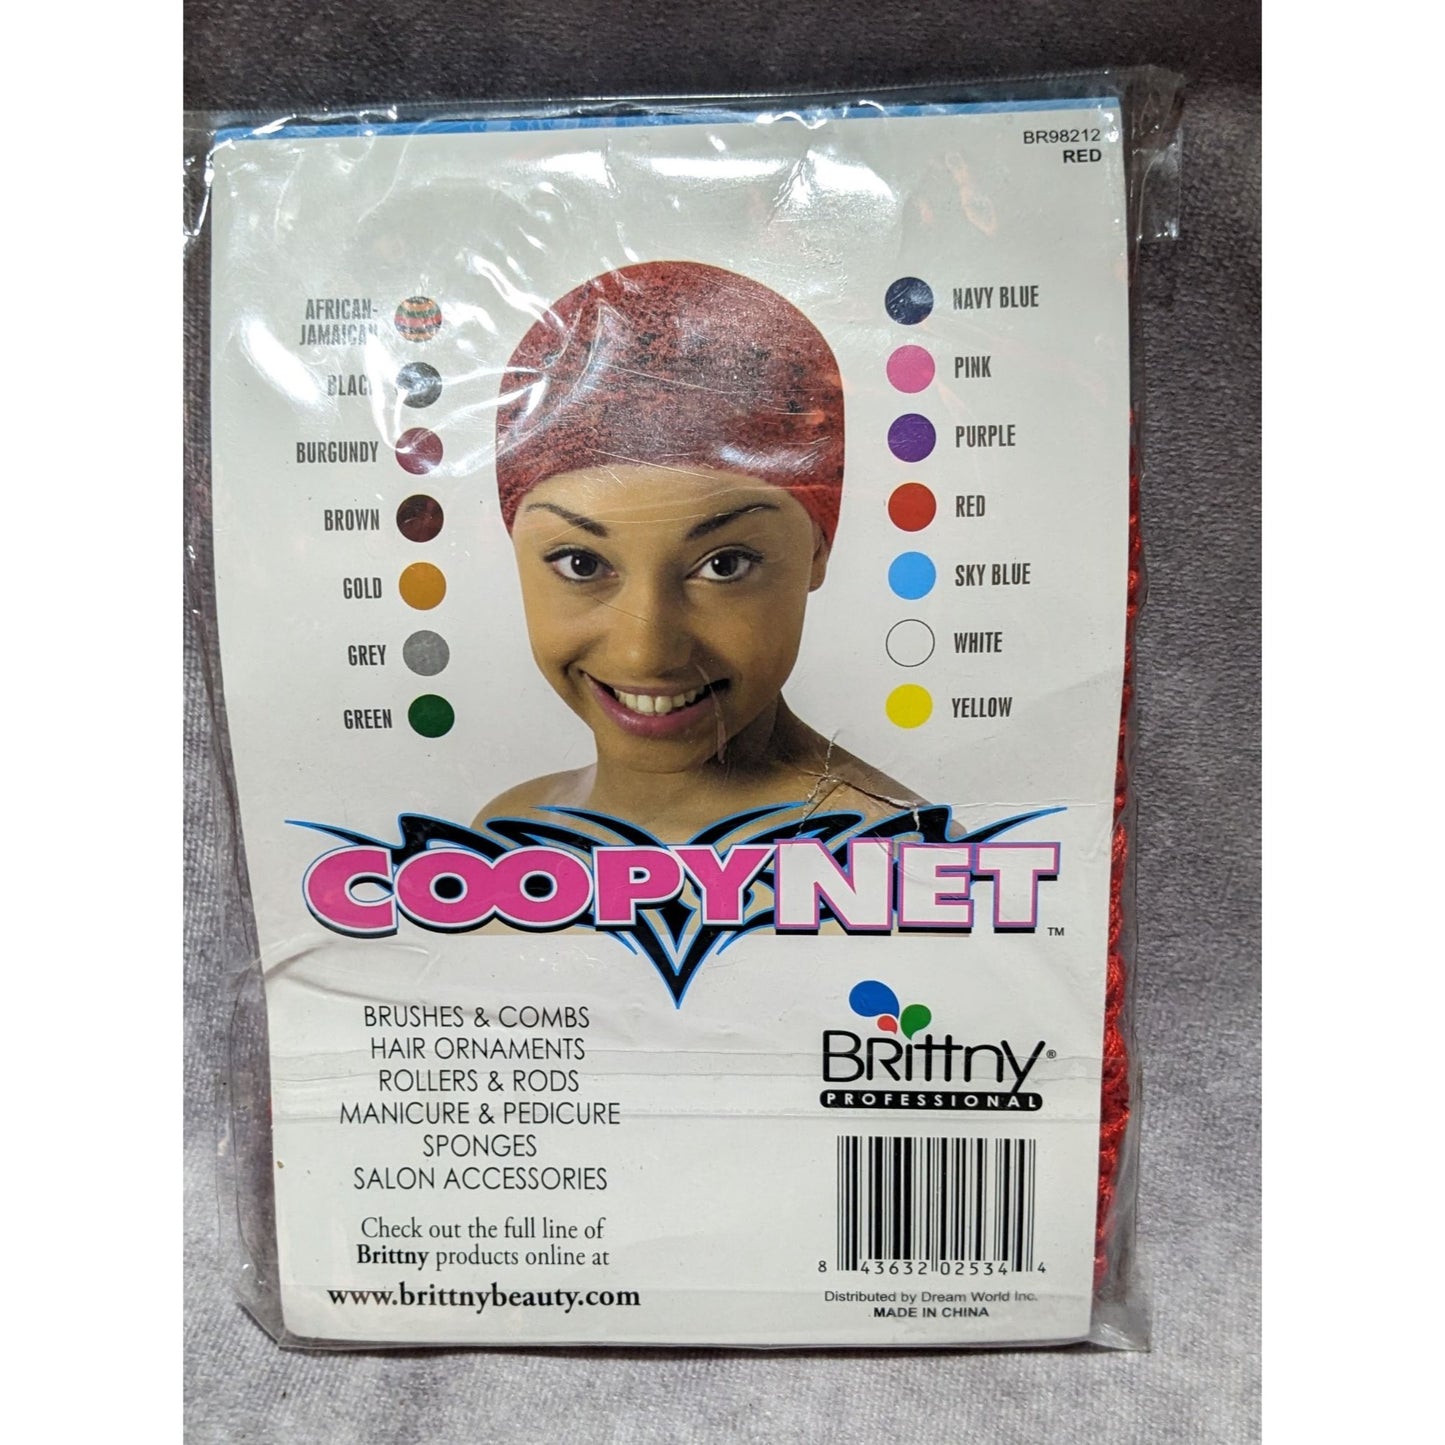 BR98212
RED
AFRICAN-
JAMAICAN
BLACK
BURGUNDY
BROWN
GOLD
GREY
GREEN
NAVY BLUE
PINK
PURPLE
RED
SKY BLUE
WHITE
YELLOW
COOPYNET™
BRUSHES & COMBS
HAIR ORNAMENTS
ROLLERS & RODS
MANICURE & PEDICURE
SPONGES
SALON ACCESSORIES
Check out the full line of
Brittny products online at
www.brittnybeauty.com
Brittny®
PROFESSIONAL
8 43632 02534 4
Distributed by Dream World Inc.
MADE IN CHINA